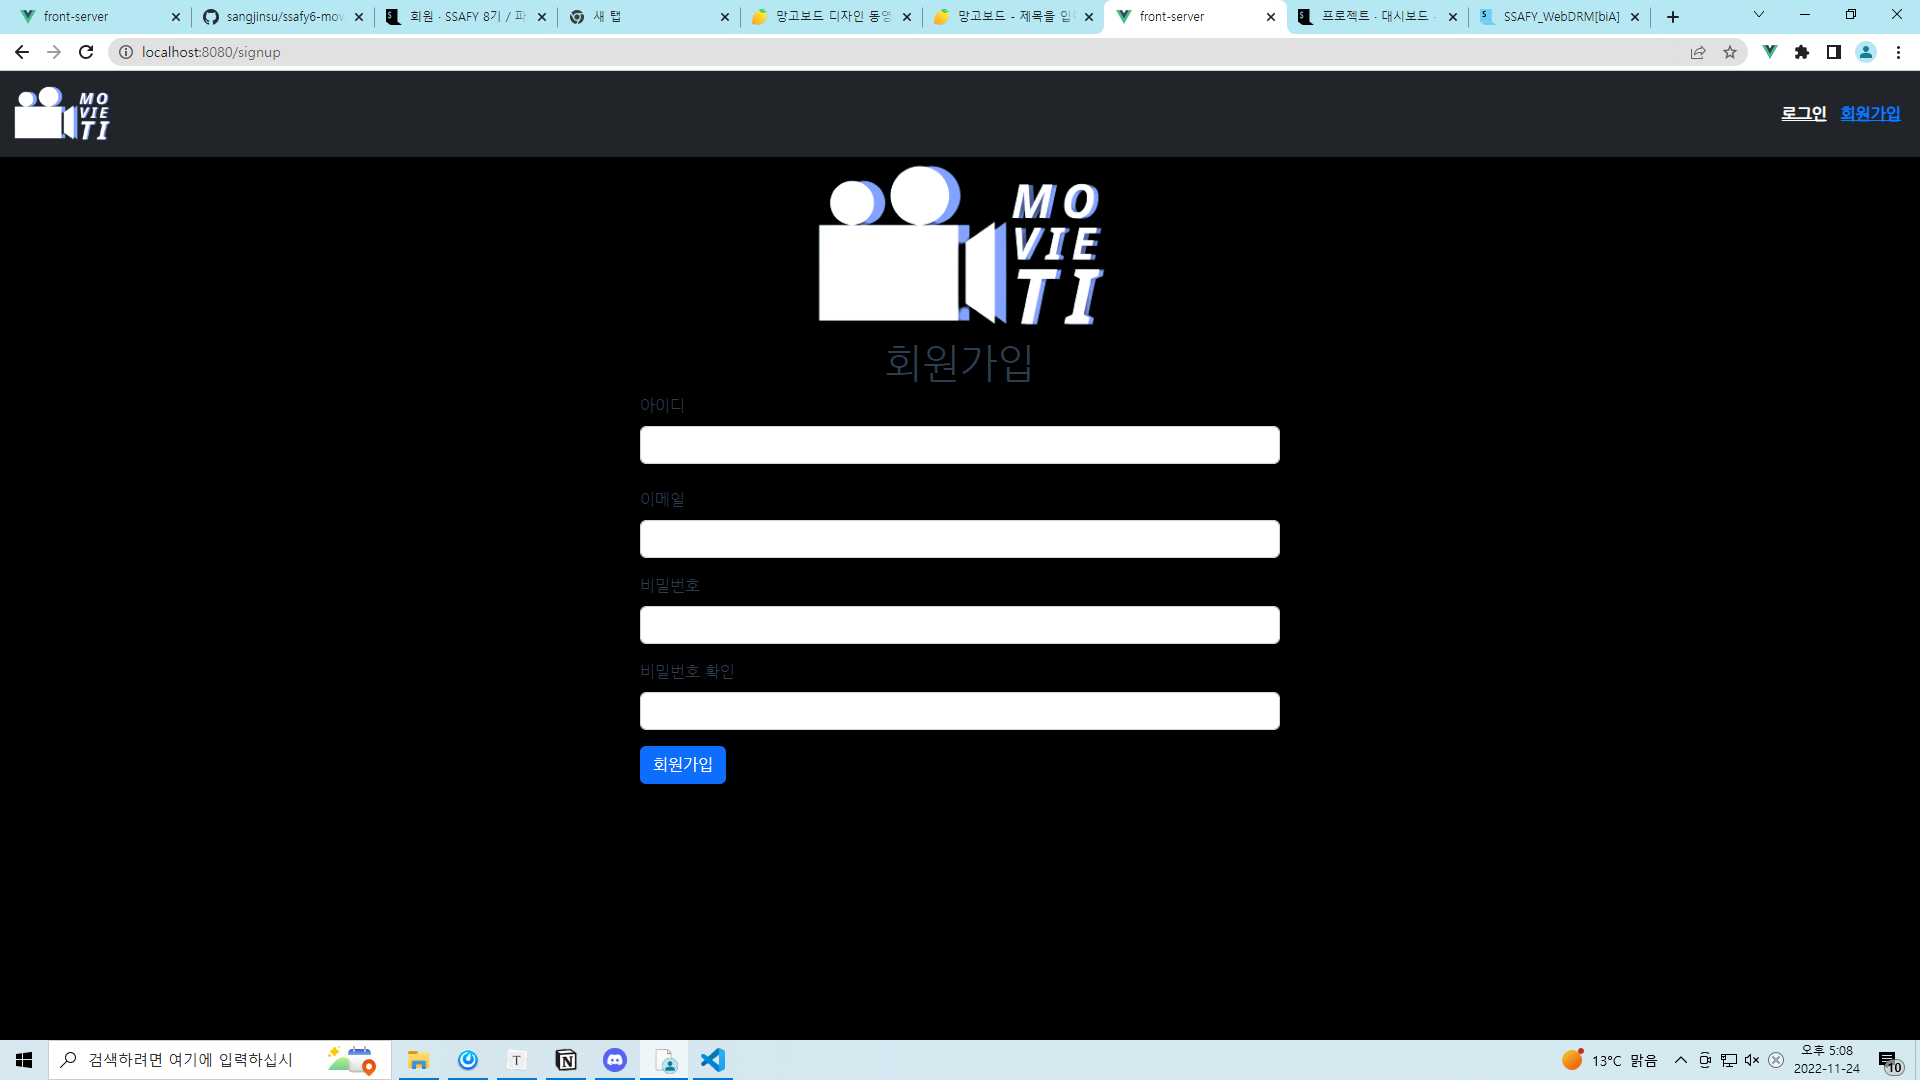 front-server
sangjinsu/ssafy6-mov
회원 · SSAFY 8기 / 파
새 탭
망고보드 디자인 동영
망고보드 - 제목을 입
front-server
프로젝트 · 대시보드
SSAFY_WebDRM[biA]
localhost:8080/signup
MO
VIE
TI
로그인
회원가입
MO
VIE
TI
회원가입
아이디
이메일
비밀번호
비밀번호 확인
회원가입
검색하려면 여기에 입력하십시
13°C 맑음
오후 5:08
2022-11-24
10